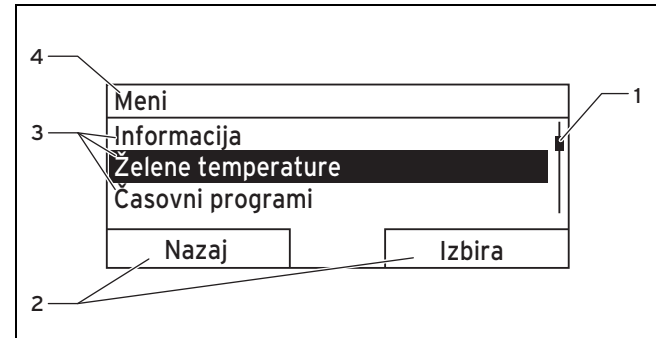 4
Meni
1
3
Informacija
Želene temperature
Časovni programi
Nazaj Izbira
2